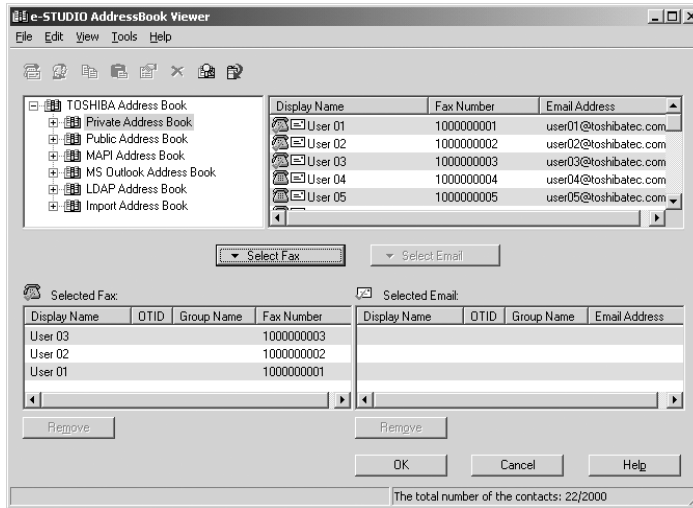 e-STUDIO AddressBook Viewer
File Edit View Tools Help
TOSHIBA Address Book
Private Address Book
Public Address Book
MAPI Address Book
MS Outlook Address Book
LDAP Address Book
Import Address Book
Display Name Fax Number Email Address
User 01 1000000001 user01@toshibatec.com
User 02 1000000002 user02@toshibatec.com
User 03 1000000003 user03@toshibatec.com
User 04 1000000004 user04@toshibatec.com
User 05 1000000005 user05@toshibatec.com
Select Fax Select Email
Selected Fax: Selected Email:
Display Name OTID Group Name Fax Number Display Name OTID Group Name Email Address
User 03 1000000003
User 02 1000000002
User 01 1000000001
Remove Remove
OK Cancel Help
The total number of the contacts: 22/2000